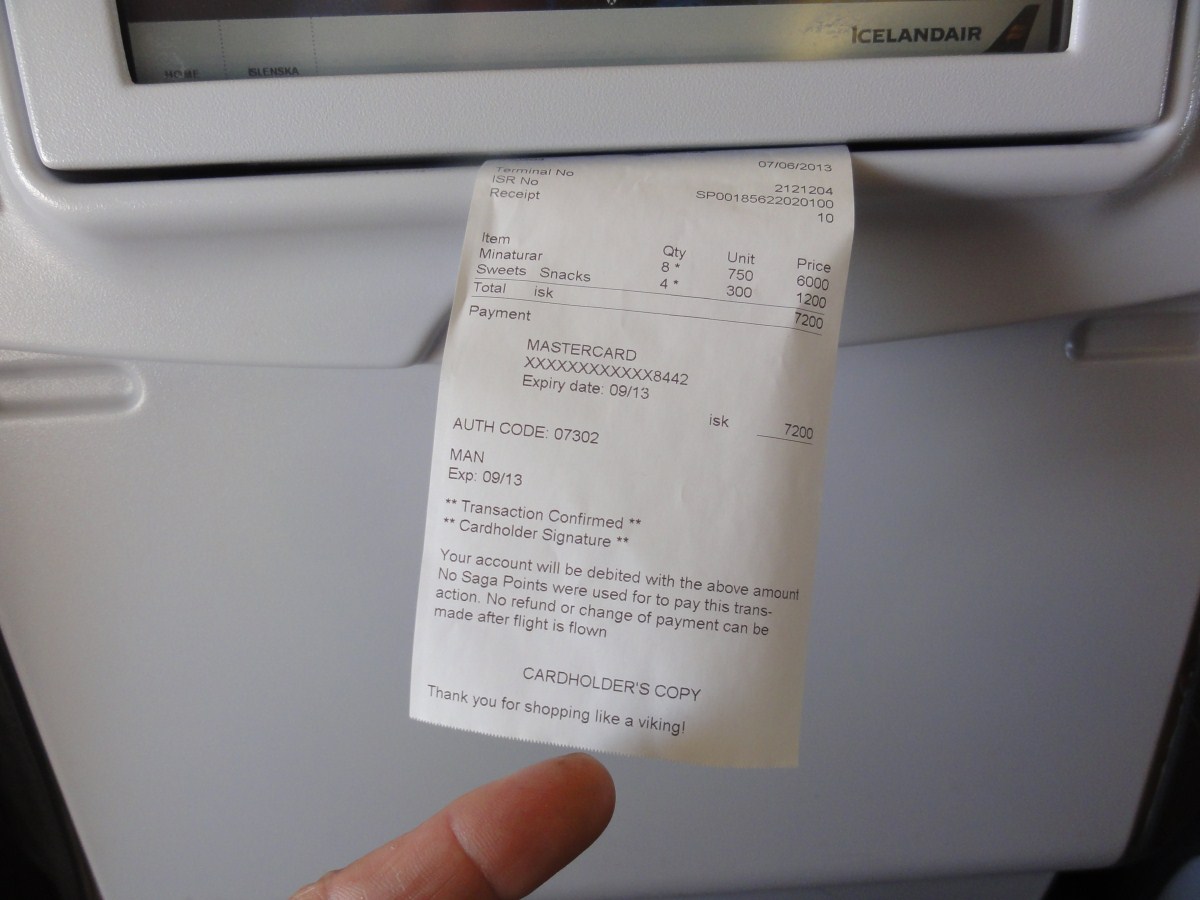 ICELANDAIR
HOME ISLENSKA
07/06/2013
Terminal No 2121204
ISR No SP00185622020100
Receipt 10
Item Qty Unit Price
Minaturar 8 * 750 6000
Sweets Snacks 4 * 300 1200
Total isk 7200
Payment
MASTERCARD
XXXXXXXXXXXX8442
Expiry date: 09/13
isk 7200
AUTH CODE: 07302
MAN
Exp: 09/13
** Transaction Confirmed **
** Cardholder Signature **
Your account will be debited with the above amount
No Saga Points were used for to pay this trans-
action. No refund or change of payment can be
made after flight is flown
CARDHOLDER'S COPY
Thank you for shopping like a viking!